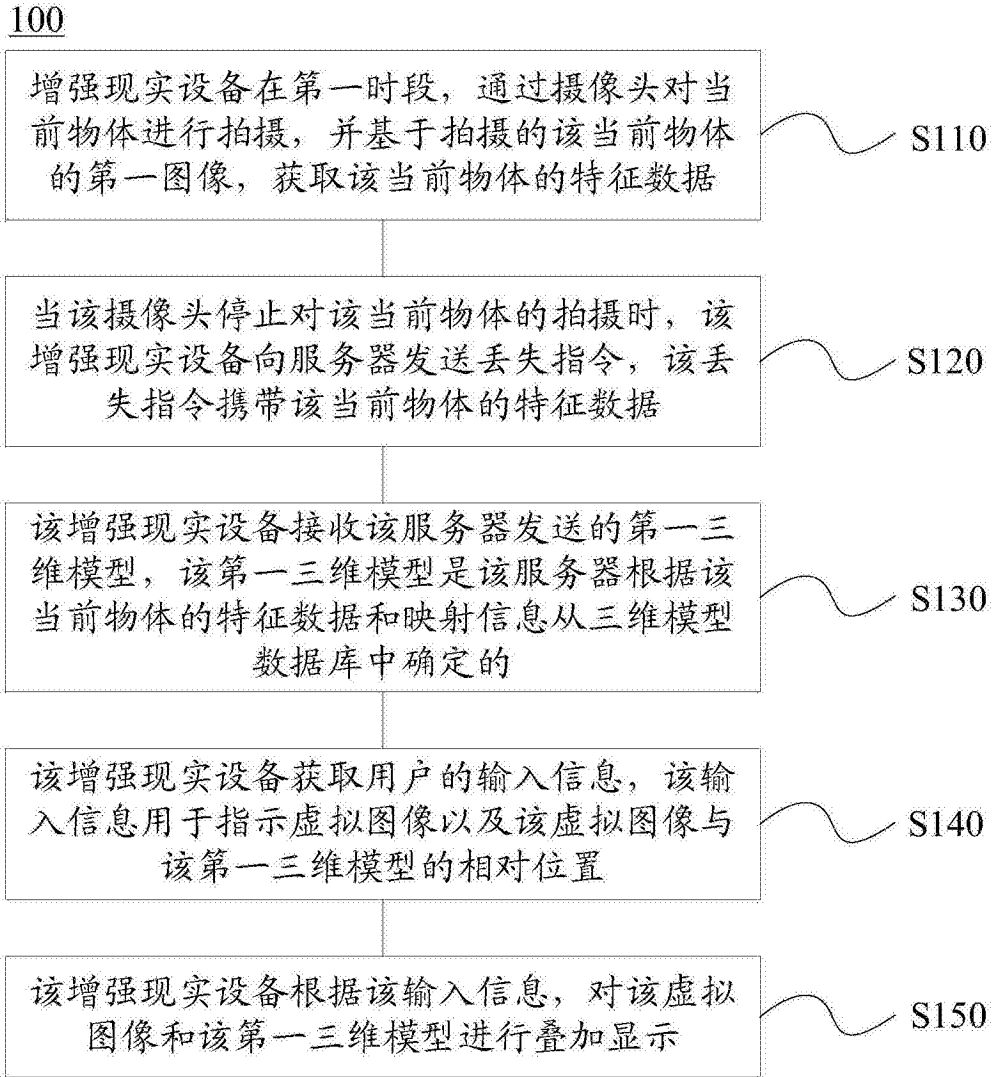 100
增强现实设备在第一时段，通过摄像头对当
前物体进行拍摄，并基于拍摄的该当前物体
的第一图像，获取该当前物体的特征数据
S110
当该摄像头停止对该当前物体的拍摄时，该
增强现实设备向服务器发送丢失指令，该丢
失指令携带该当前物体的特征数据
S120
该增强现实设备接收该服务器发送的第一三
维模型，该第一三维模型是该服务器根据该
当前物体的特征数据和映射信息从三维模型
数据库中确定的
S130
该增强现实设备获取用户的输入信息，该输
入信息用于指示虚拟图像以及该虚拟图像与
该第一三维模型的相对位置
S140
该增强现实设备根据该输入信息，对该虚拟
图像和该第一三维模型进行叠加显示
S150